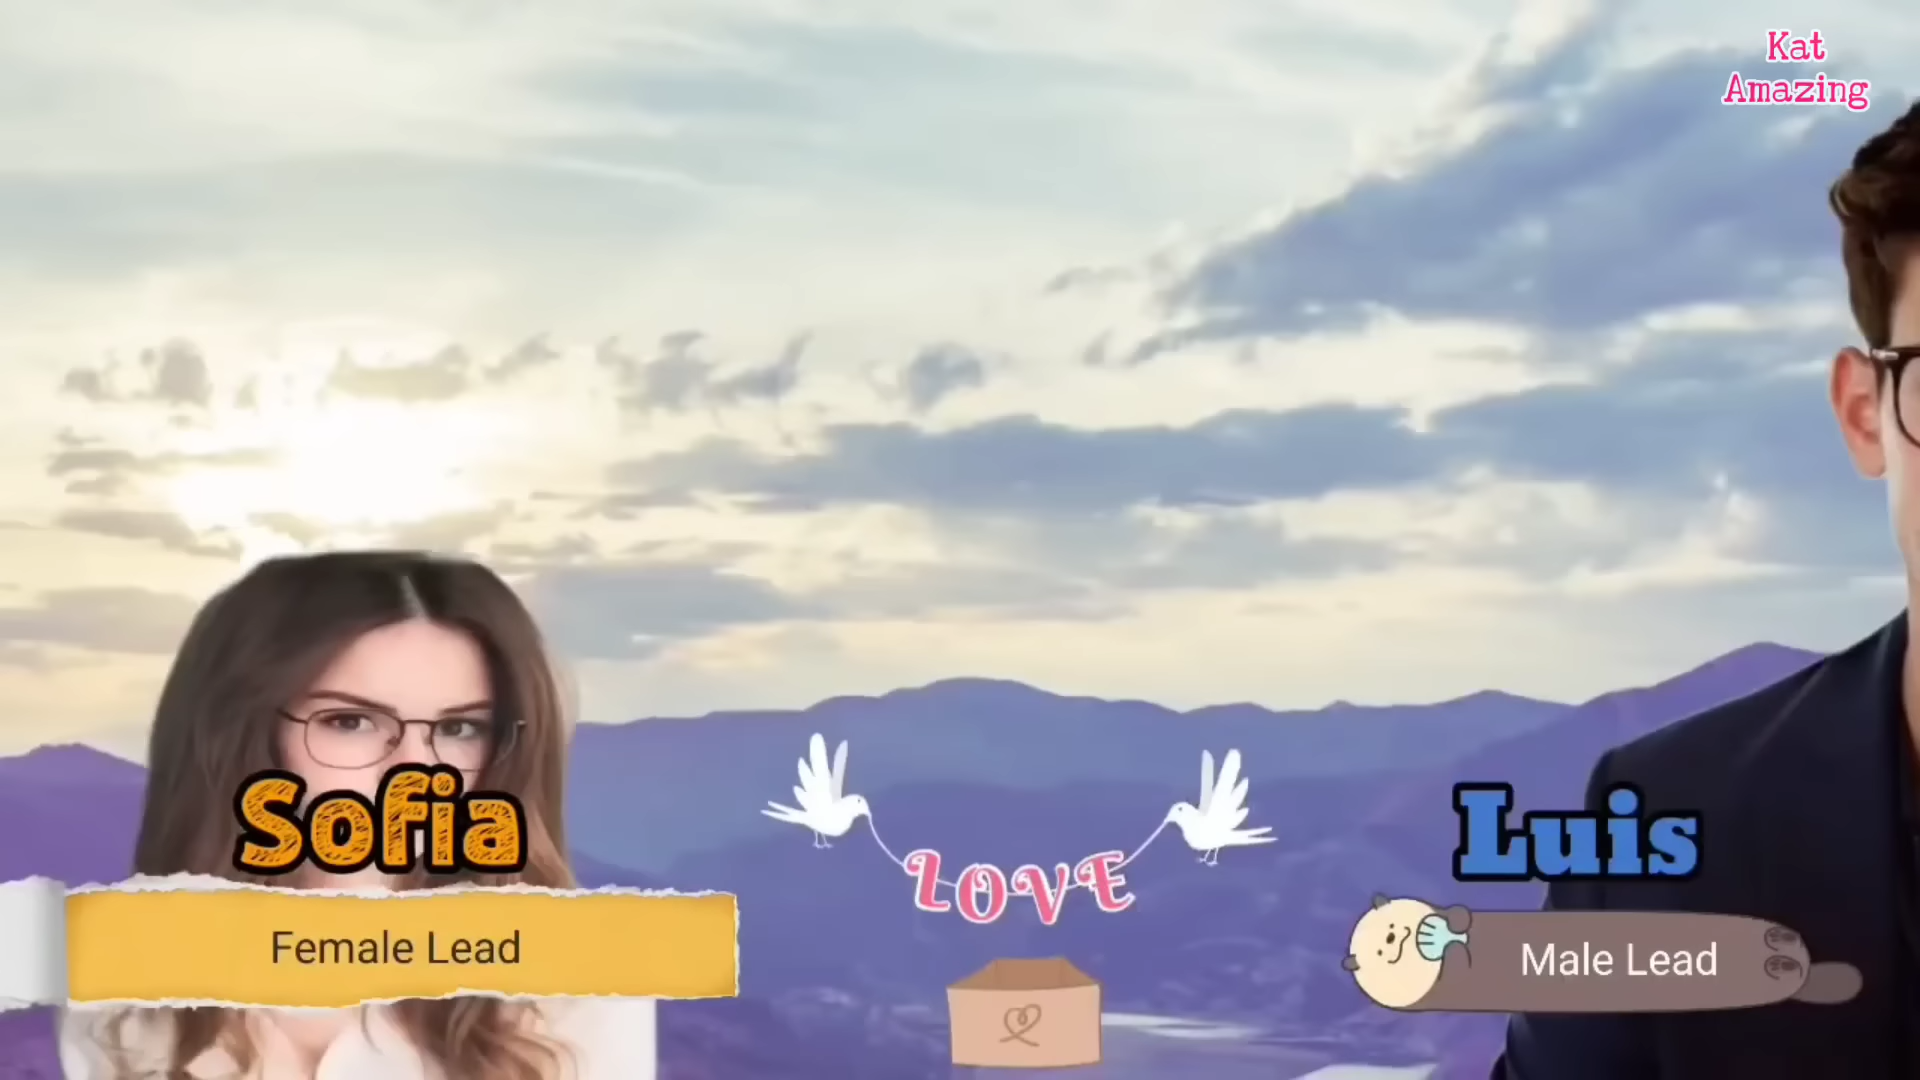 Kat
Amazing
Sofia
Female Lead
LOVE
Luis
Male Lead